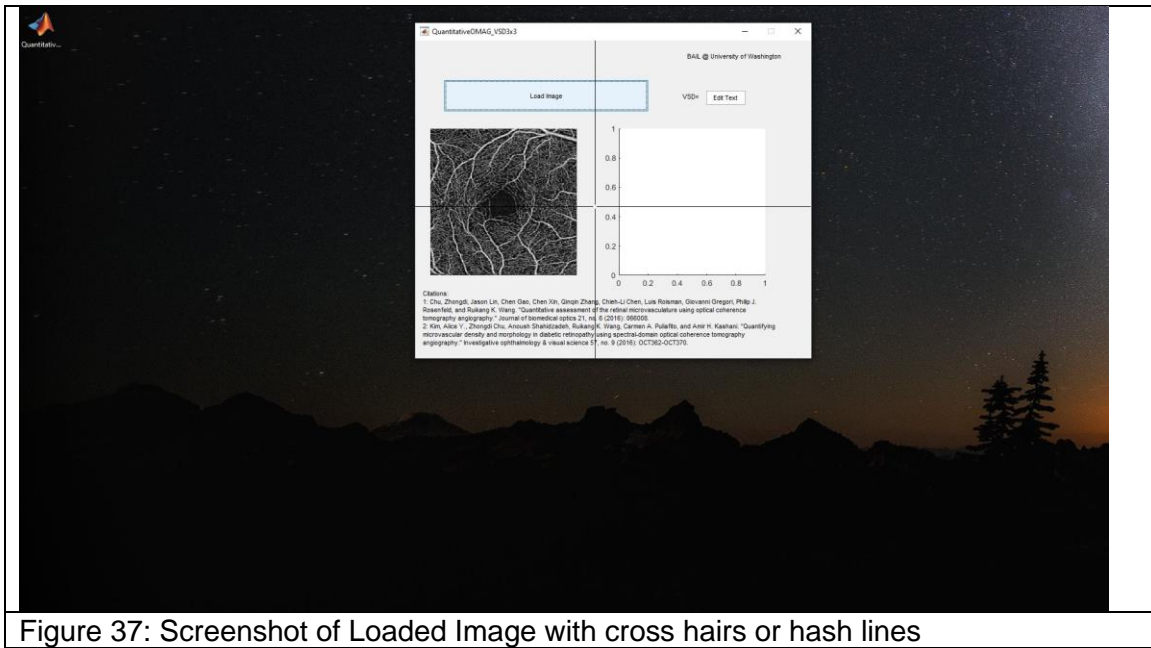 Quantitativ...
QuantitativeOMAG_VSD3x3
BAIL @ University of Washington
Load Image
VSD=
Edit Text
1
0.8
0.6
0.4
0.2
0
0 0.2 0.4 0.6 0.8 1
Citations:
1: Chu, Zhongdi, Jason Lin, Chen Gao, Chen Xin, Qinqin Zhang, Chieh-Li Chen, Luis Roisman, Giovanni Gregori, Philip J.
Rosenfeld, and Ruikang K. Wang. "Quantitative assessment of the retinal microvasculature using optical coherence
tomography angiography." Journal of biomedical optics 21, no. 6 (2016): 066008.
2: Kim, Alice Y., Zhongdi Chu, Anoush Shahidzadeh, Ruikang K. Wang, Carmen A. Puliafito, and Amir H. Kashani. "Quantifying
microvascular density and morphology in diabetic retinopathy using spectral-domain optical coherence tomography
angiography." Investigative ophthalmology & visual science 57, no. 9 (2016): OCT362-OCT370.
Figure 37: Screenshot of Loaded Image with cross hairs or hash lines